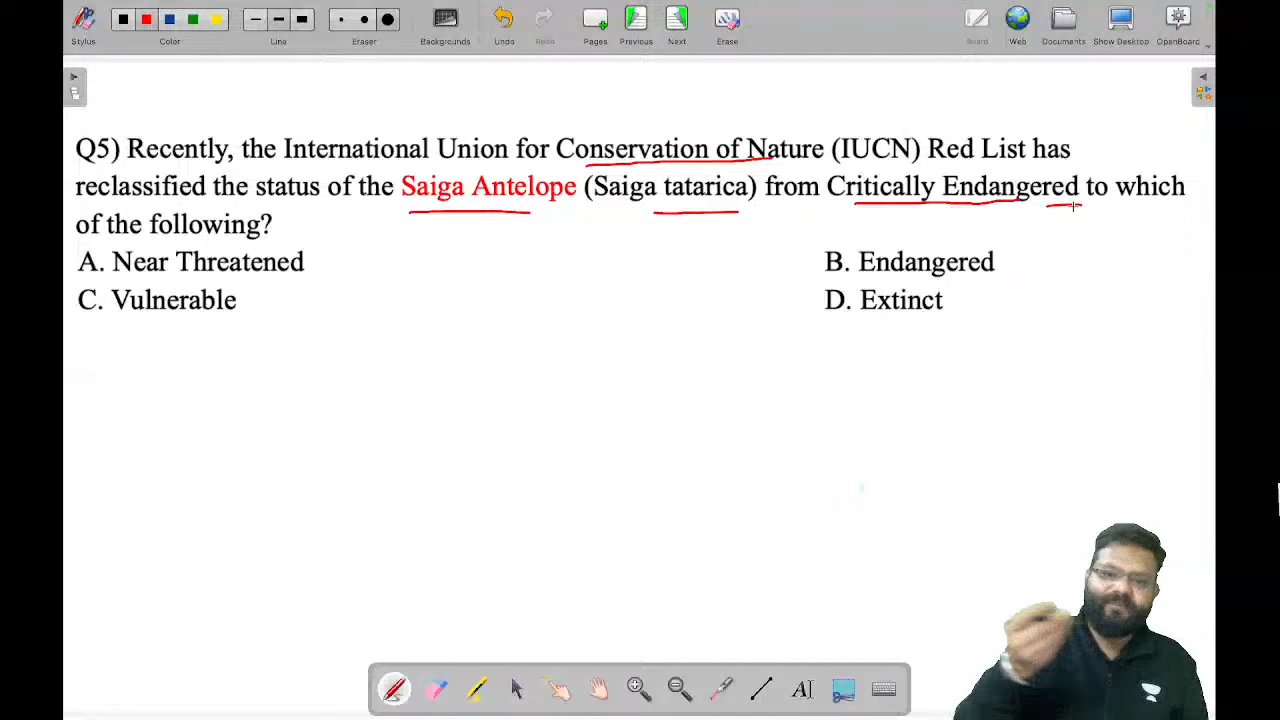 Stylus Color Line Eraser Backgrounds Undo Redo Pages Previous Next Erase Board Web Documents Show Desktop OpenBoard
Q5) Recently, the International Union for Conservation of Nature (IUCN) Red List has
reclassified the status of the Saiga Antelope (Saiga tatarica) from Critically Endangered to which
of the following?
A. Near Threatened B. Endangered
C. Vulnerable D. Extinct